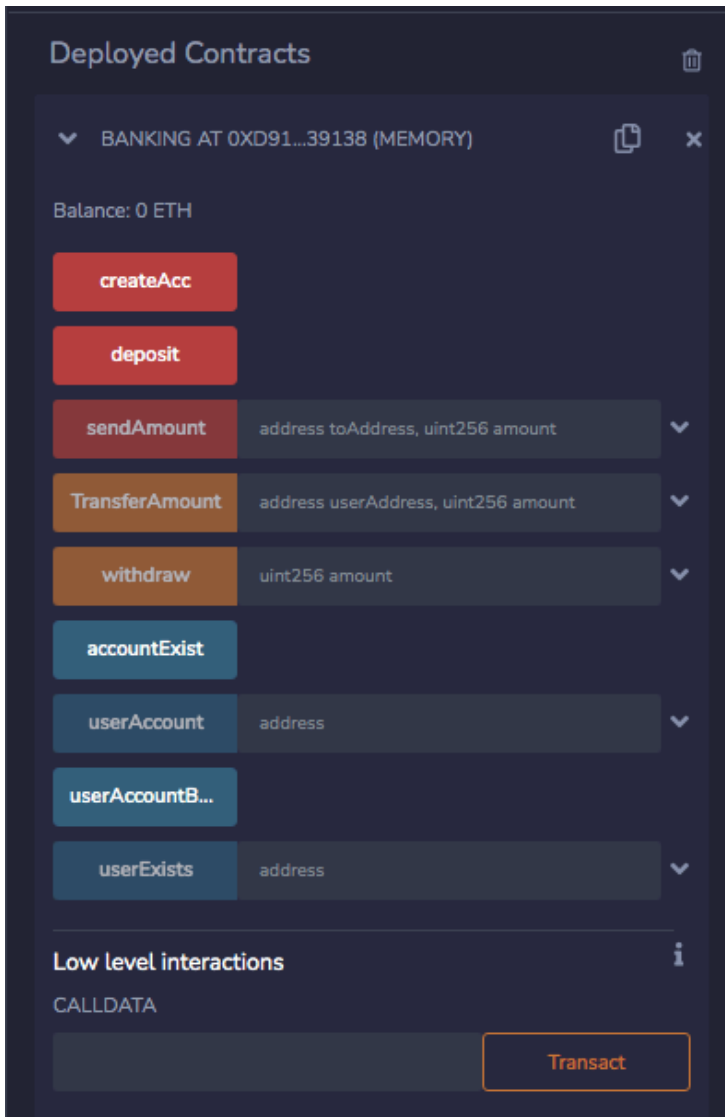 Deployed Contracts
BANKING AT 0XD91...39138 (MEMORY)
Balance: 0 ETH
createAcc
deposit
sendAmount address toAddress, uint256 amount
TransferAmount address userAddress, uint256 amount
withdraw uint256 amount
accountExist
userAccount address
userAccountB...
userExists address
Low level interactions
CALLDATA
Transact